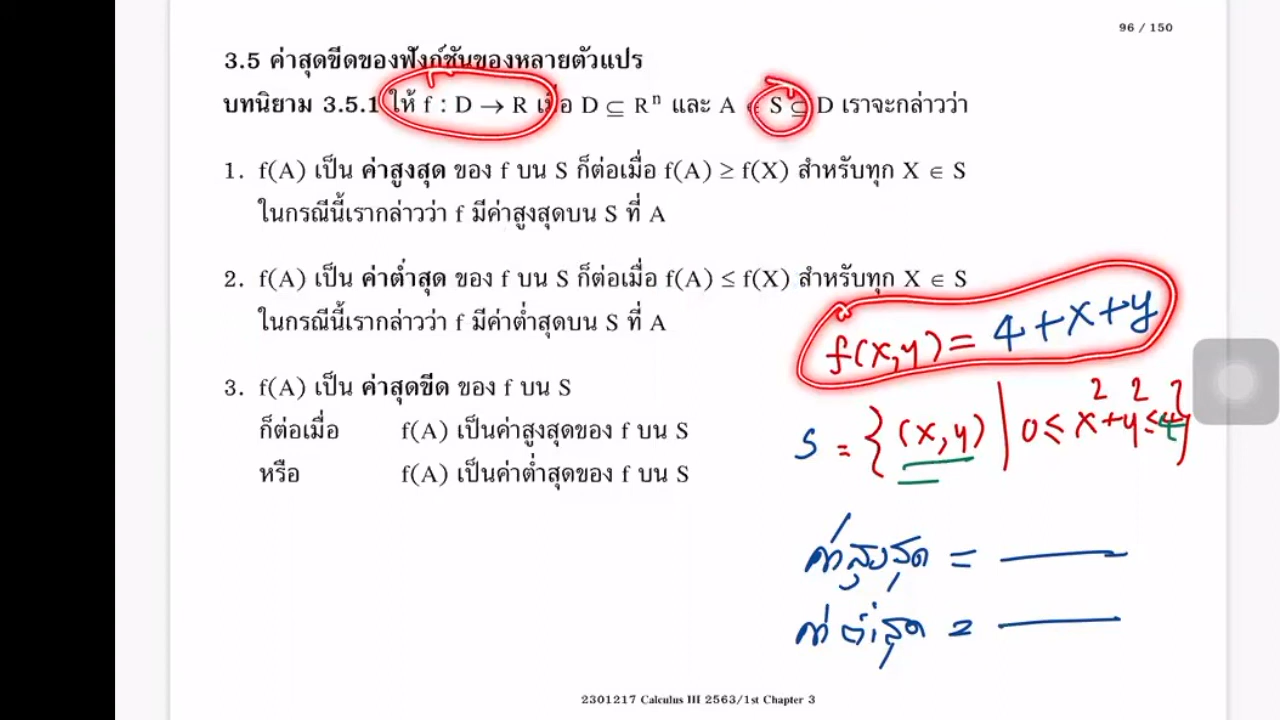 96 / 150
3.5 ค่าสุดขีดของฟังก์ชันของหลายตัวแปร
บทนิยาม 3.5.1 ให้ f : D → R เมื่อ D ⊆ Rⁿ และ A ∈ S ⊆ D เราจะกล่าวว่า
1. f(A) เป็น ค่าสูงสุด ของ f บน S ก็ต่อเมื่อ f(A) ≥ f(X) สำหรับทุก X ∈ S
ในกรณีนี้เรากล่าวว่า f มีค่าสูงสุดบน S ที่ A
2. f(A) เป็น ค่าต่ำสุด ของ f บน S ก็ต่อเมื่อ f(A) ≤ f(X) สำหรับทุก X ∈ S
ในกรณีนี้เรากล่าวว่า f มีค่าต่ำสุดบน S ที่ A
f(x,y) = 4+x+y
3. f(A) เป็น ค่าสุดขีด ของ f บน S
ก็ต่อเมื่อ f(A) เป็นค่าสูงสุดของ f บน S
หรือ f(A) เป็นค่าต่ำสุดของ f บน S
S = {(x,y) | 0 ≤ x²+y² ≤ 4}
ค่าสูงสุด =
ค่าต่ำสุด =
2301217 Calculus III 2563/1st Chapter 3